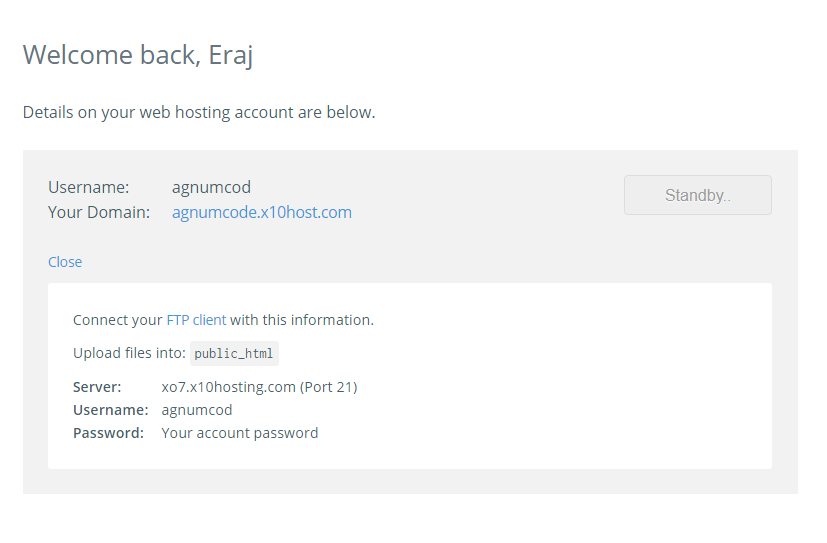 Welcome back, Eraj
Details on your web hosting account are below.
Username: agnumcod
Standby..
Your Domain: agnumcode.x10host.com
Close
Connect your FTP client with this information.
Upload files into: public_html
Server: xo7.x10hosting.com (Port 21)
Username: agnumcod
Password: Your account password